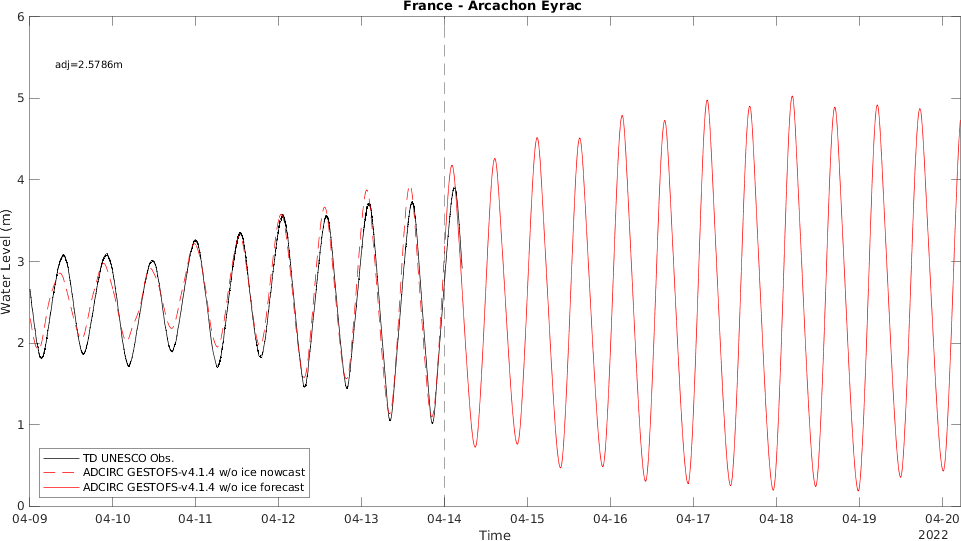 France - Arcachon Eyrac
adj=2.5786m
Water Level (m)
6
5
4
3
2
1
0
TD UNESCO Obs.
ADCIRC GESTOFS-v4.1.4 w/o ice nowcast
ADCIRC GESTOFS-v4.1.4 w/o ice forecast
04-09 04-10 04-11 04-12 04-13 04-14 04-15 04-16 04-17 04-18 04-19 04-20
Time
2022